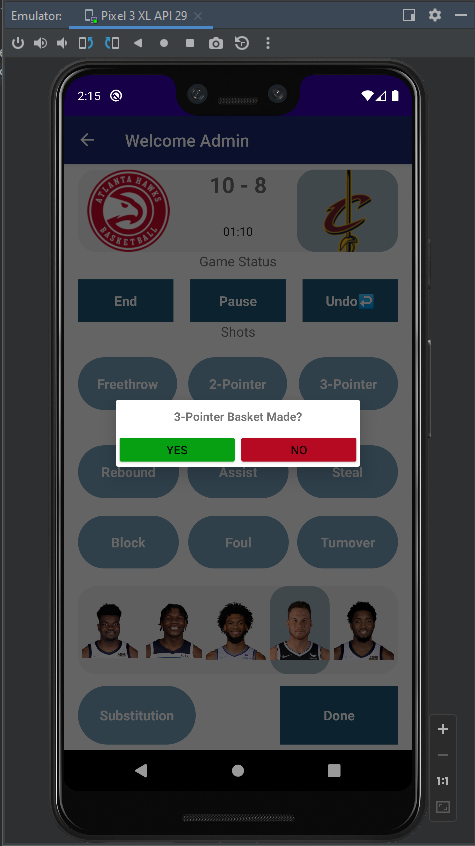 Emulator: Pixel 3 XL API 29
2:15
Welcome Admin
ATLANTA HAWKS
BASKETBALL
10 - 8
01:10
Game Status
End Pause Undo
Shots
Freethrow 2-Pointer 3-Pointer
3-Pointer Basket Made?
YES NO
Rebound Assist Steal
Block Foul Turnover
Substitution Done
1:1